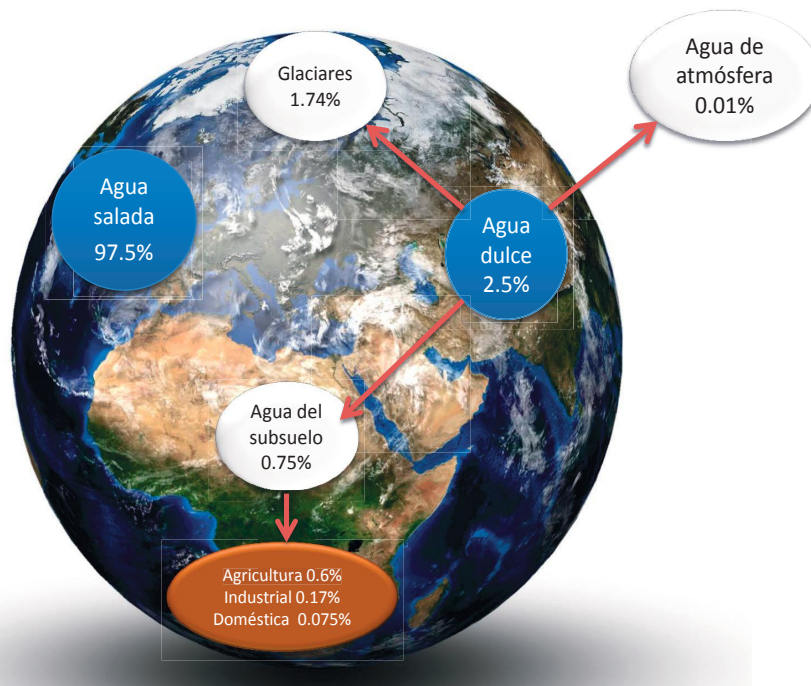 Glaciares
1.74%
Agua de
atmósfera
0.01%
Agua
salada
97.5%
Agua
dulce
2.5%
Agua del
subsuelo
0.75%
Agricultura 0.6%
Industrial 0.17%
Doméstica 0.075%